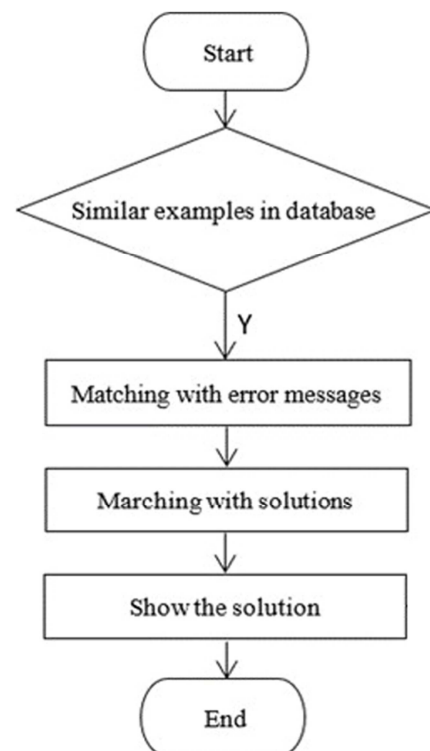 Start
Similar examples in database
Y
Matching with error messages
Marching with solutions
Show the solution
End